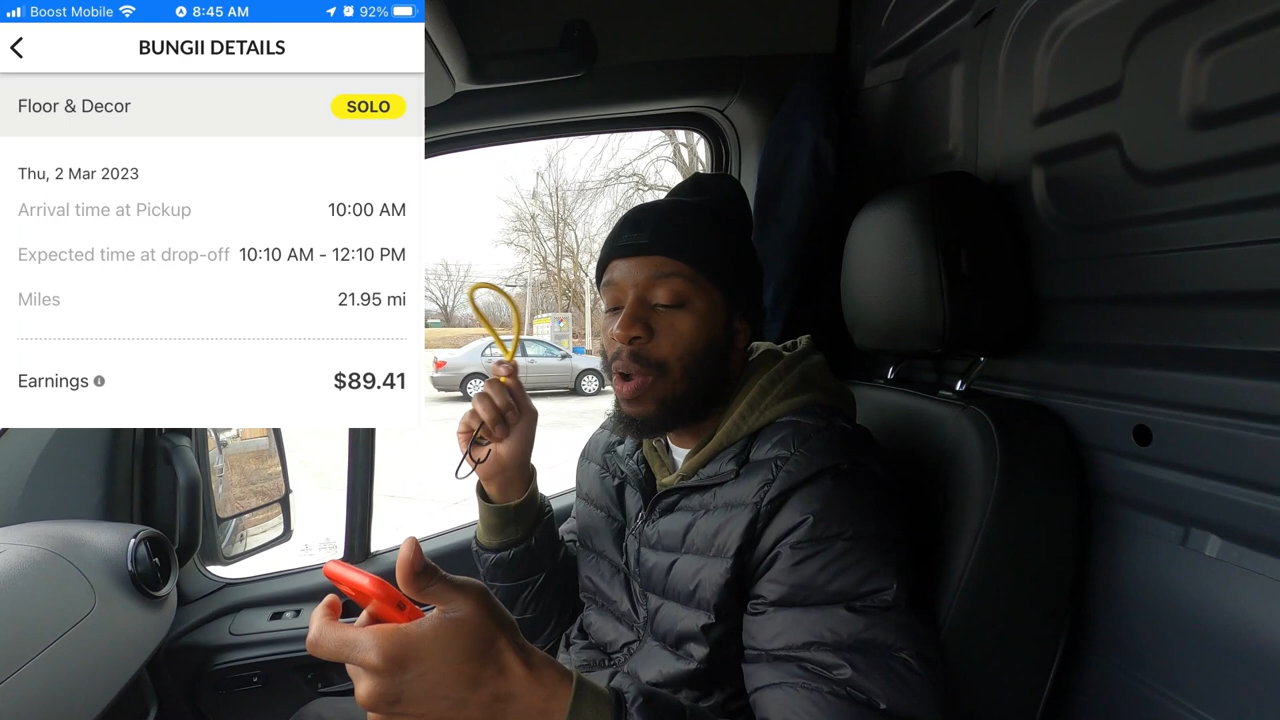 Boost Mobile 8:45 AM 92%
BUNGII DETAILS
Floor & Decor SOLO
Thu, 2 Mar 2023
Arrival time at Pickup 10:00 AM
Expected time at drop-off 10:10 AM - 12:10 PM
Miles 21.95 mi
Earnings $89.41